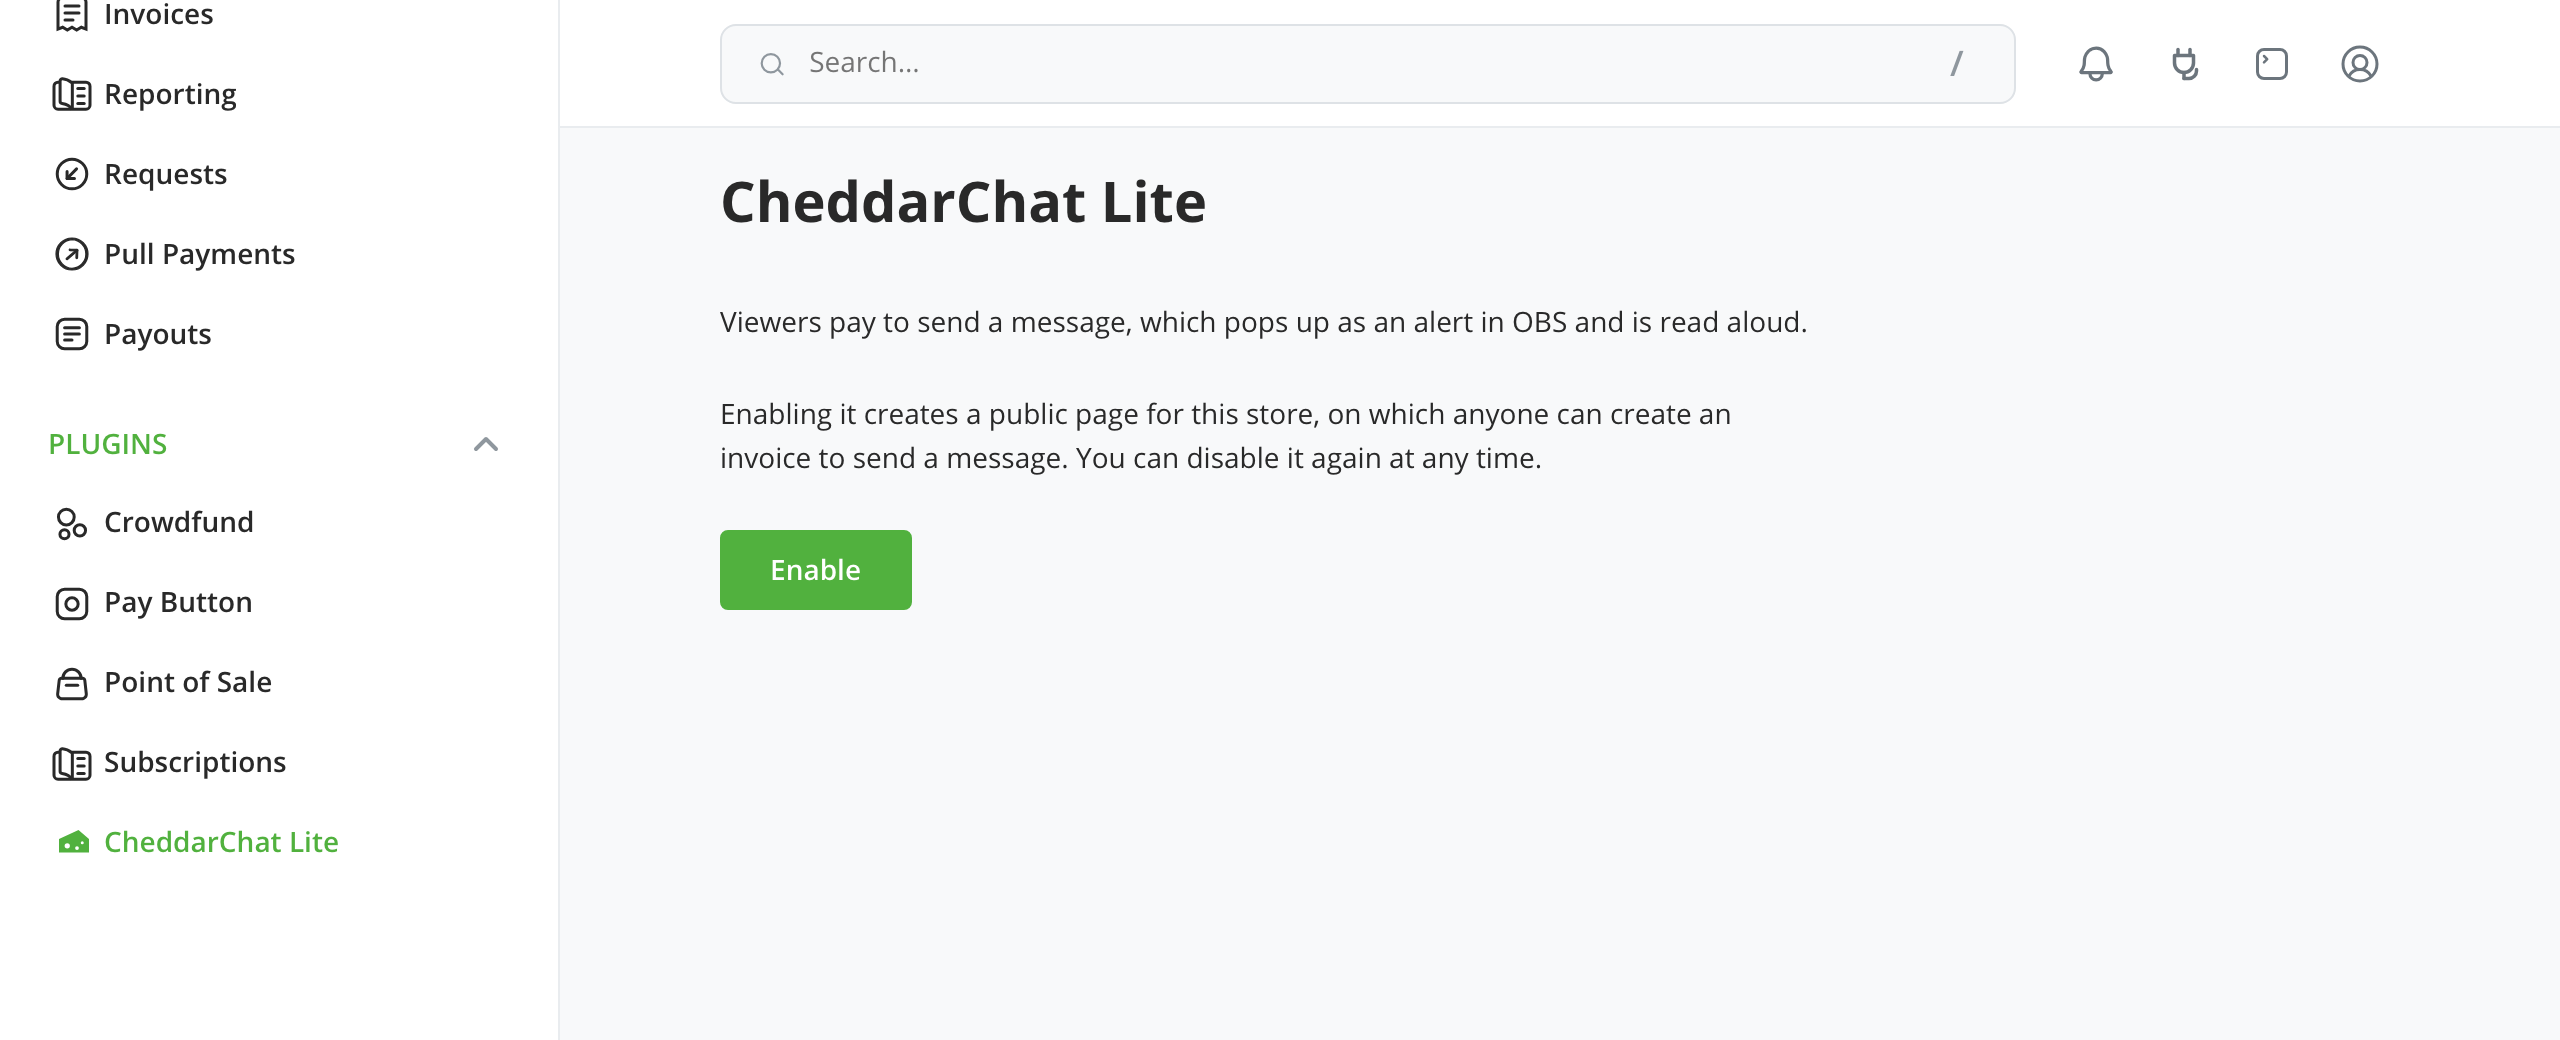 Invoices
Reporting
Requests
Pull Payments
Payouts
PLUGINS
Crowdfund
Pay Button
Point of Sale
Subscriptions
CheddarChat Lite
Search... /
CheddarChat Lite
Viewers pay to send a message, which pops up as an alert in OBS and is read aloud.
Enabling it creates a public page for this store, on which anyone can create an
invoice to send a message. You can disable it again at any time.
Enable